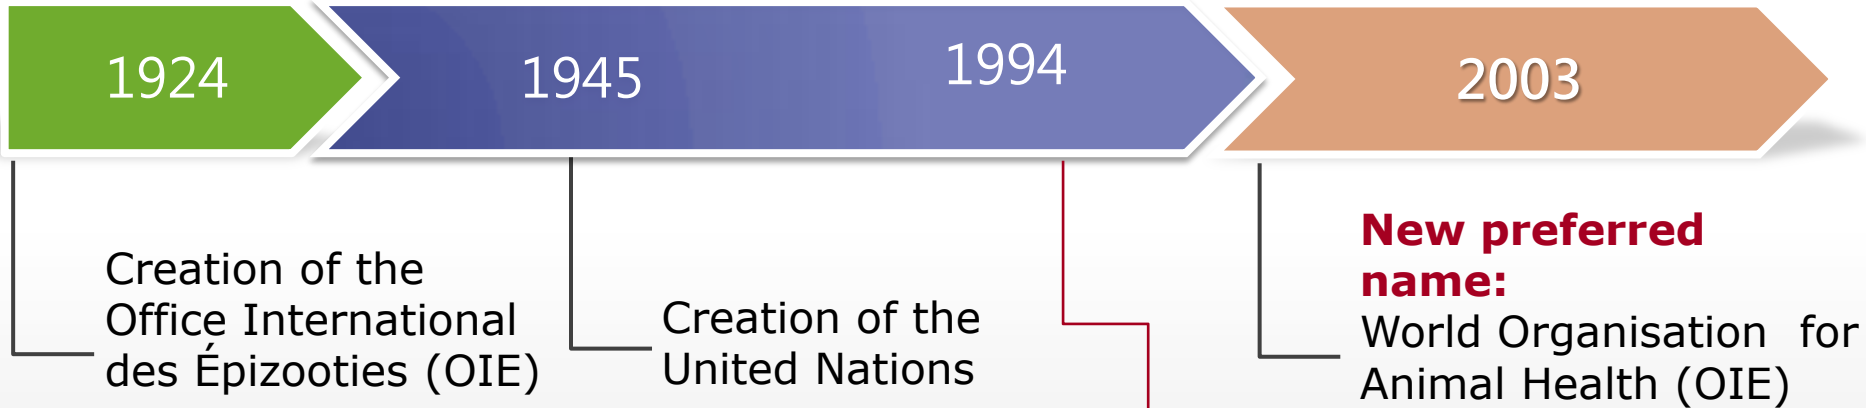 1924
1945
1994
2003
Creation of the
Office International
des Épizooties (OIE)
Creation of the
United Nations
New preferred
name:
World Organisation for
Animal Health (OIE)